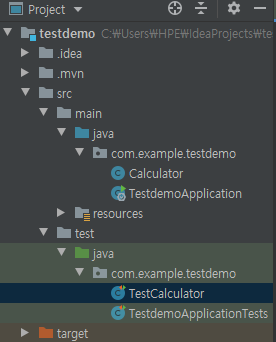 Project
testdemo C:₩Users₩HPE₩IdeaProjects₩te
.idea
.mvn
src
main
java
com.example.testdemo
Calculator
TestdemoApplication
resources
test
java
com.example.testdemo
TestCalculator
TestdemoApplicationTests
target